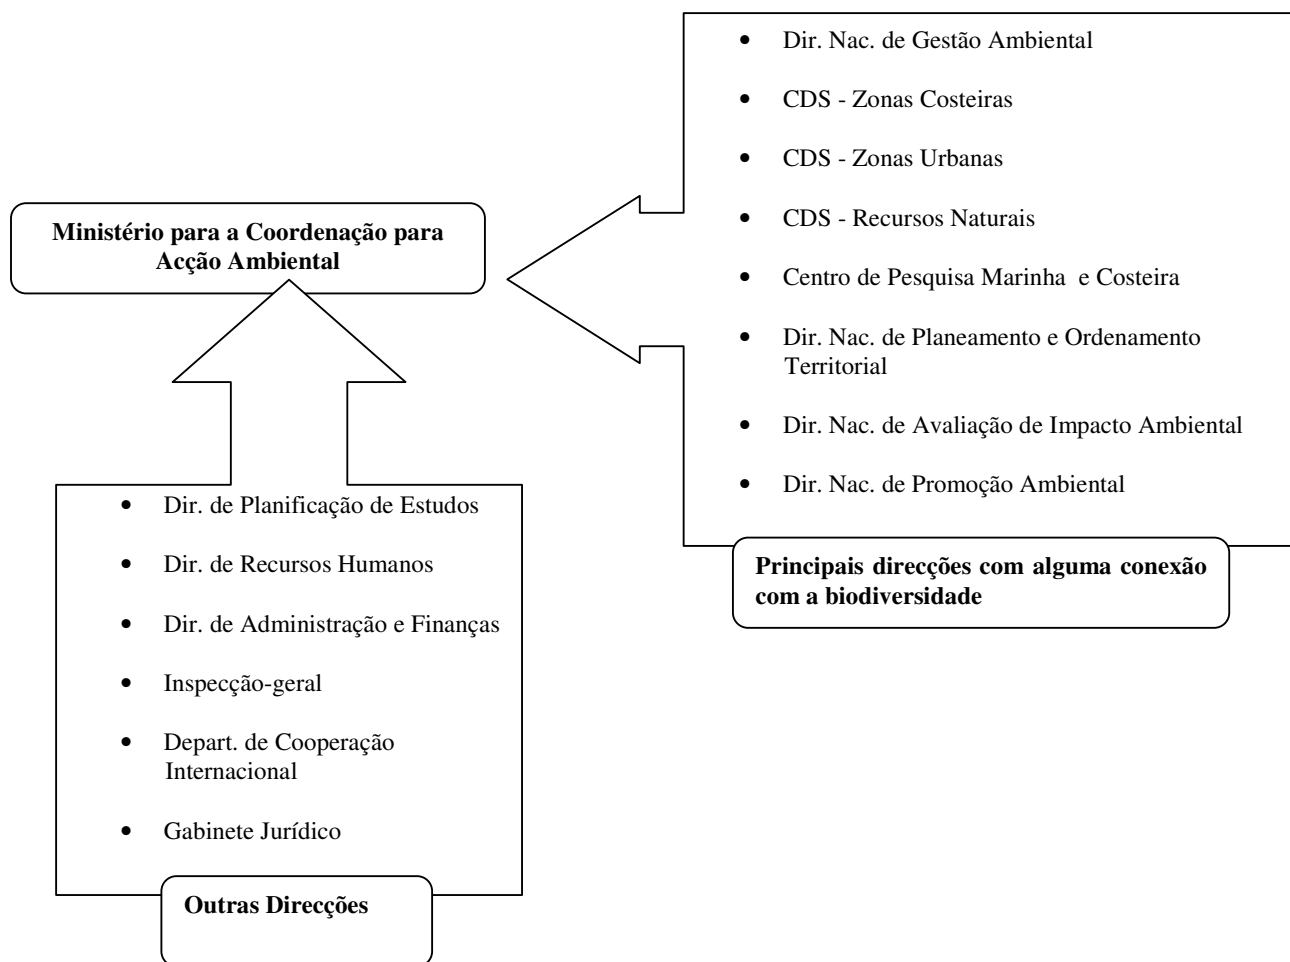 Ministério para a Coordenação para
Acção Ambiental
• Dir. Nac. de Gestão Ambiental
• CDS - Zonas Costeiras
• CDS - Zonas Urbanas
• CDS - Recursos Naturais
• Centro de Pesquisa Marinha e Costeira
• Dir. Nac. de Planeamento e Ordenamento
Territorial
• Dir. Nac. de Avaliação de Impacto Ambiental
• Dir. Nac. de Promoção Ambiental
Principais direcções com alguma conexão
com a biodiversidade
• Dir. de Planificação de Estudos
• Dir. de Recursos Humanos
• Dir. de Administração e Finanças
• Inspecção-geral
• Depart. de Cooperação
Internacional
• Gabinete Jurídico
Outras Direcções